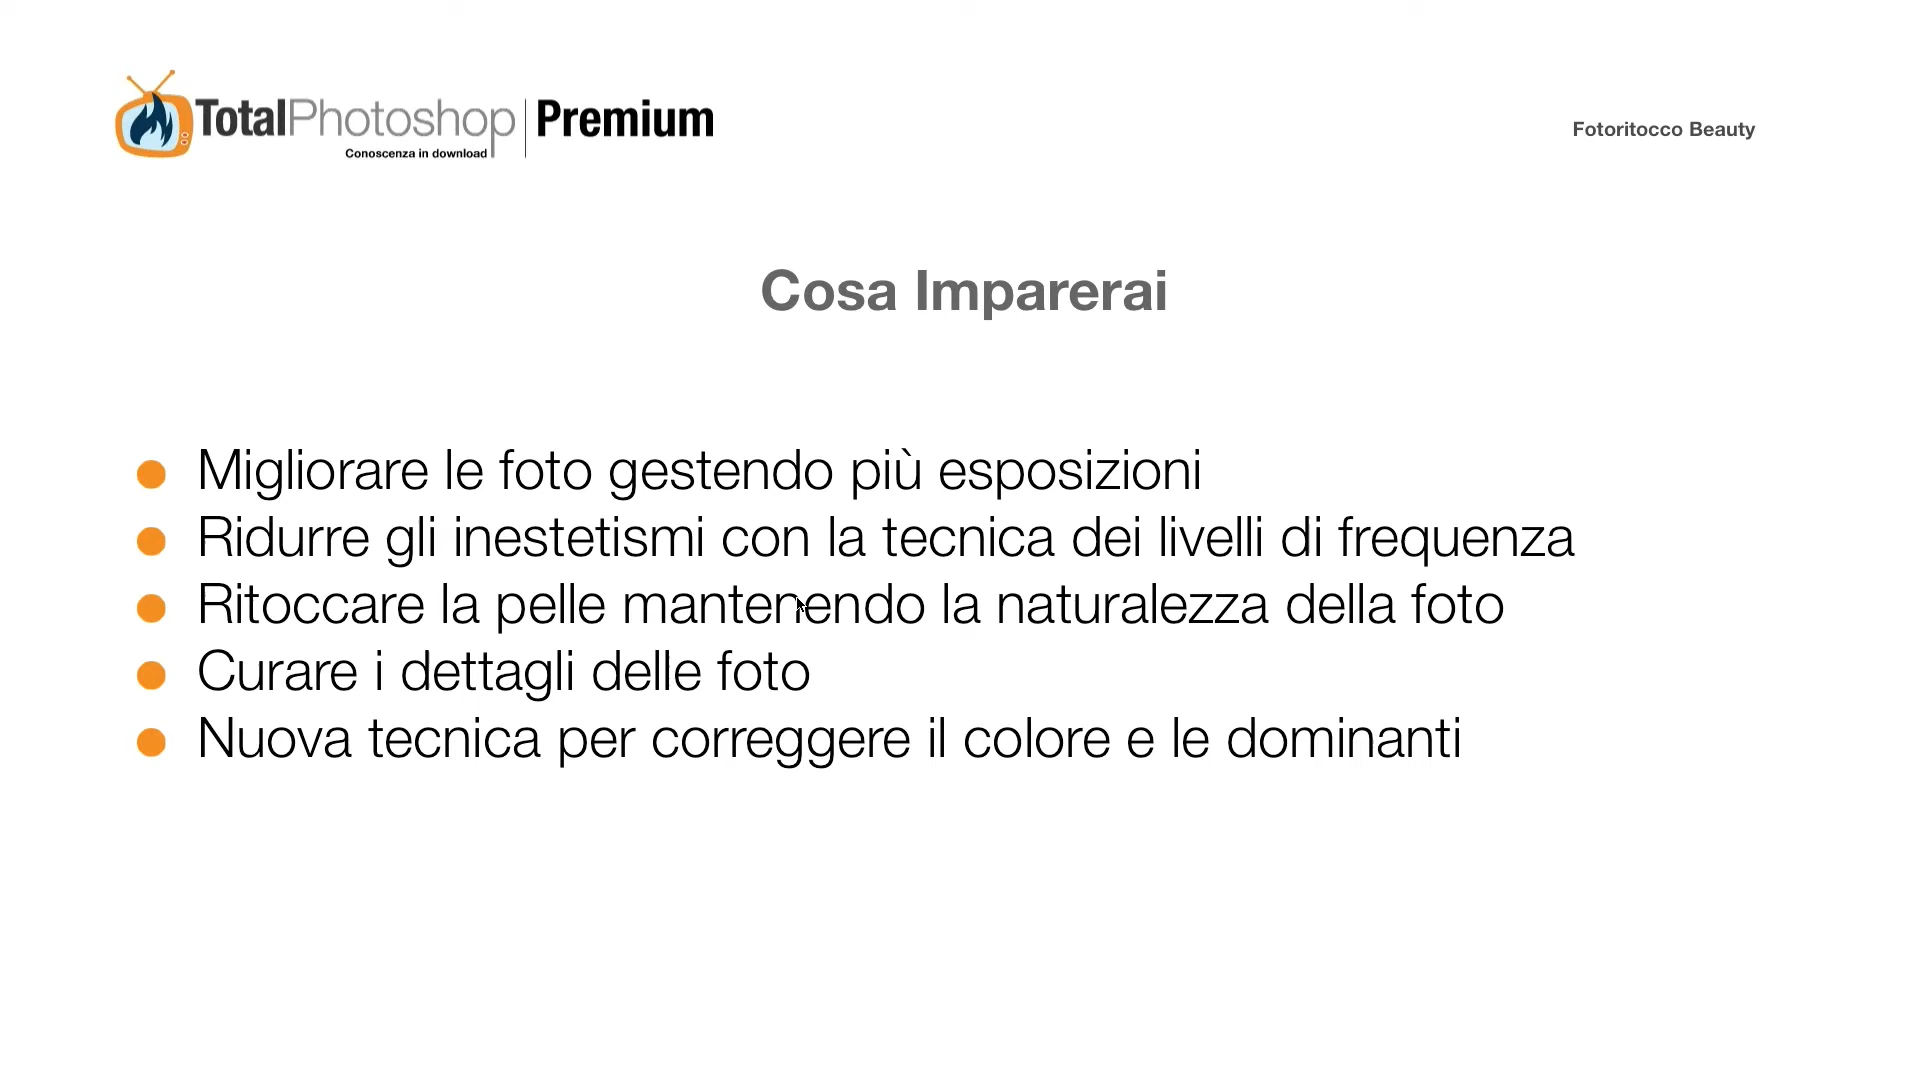 TotalPhotoshop Premium
Conoscenza in download
Fotoritocco Beauty
Cosa Imparerai
Migliorare le foto gestendo più esposizioni
Ridurre gli inestetismi con la tecnica dei livelli di frequenza
Ritoccare la pelle mantenendo la naturalezza della foto
Curare i dettagli delle foto
Nuova tecnica per correggere il colore e le dominanti